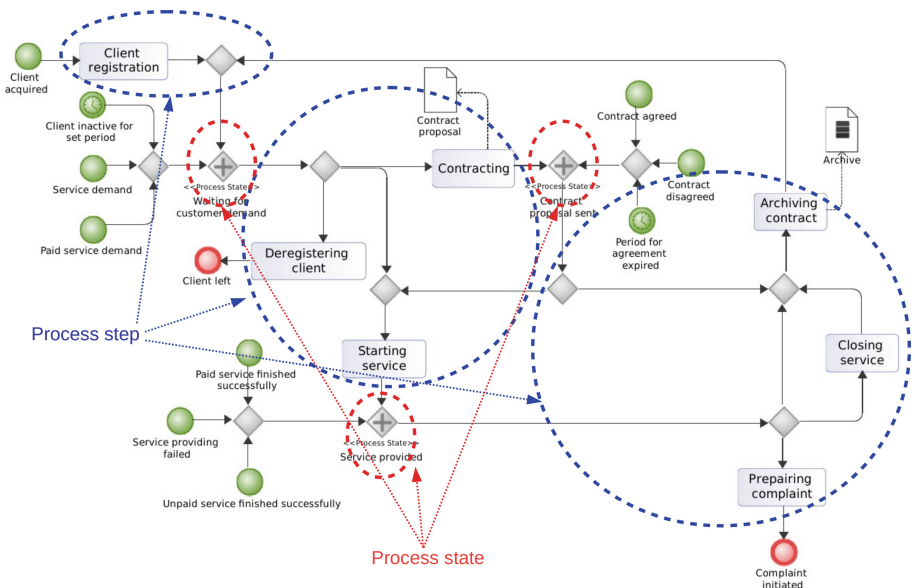 Client
acquired
Client
registration
Client inactive for
set period
Service demand
Paid service demand
<<Process State>>
Waiting for
customer demand
Contract
proposal
Contracting
Contract agreed
Contract
disagreed
<<Process State>>
Contract
proposal sent
Period for
agreement
expired
Archive
Archiving
contract
Client left
Deregistering
client
Process step
Starting
service
Closing
service
Paid service finished
successfully
Service providing
failed
<<Process State>>
Service provided
Unpaid service finished successfully
Preparing
complaint
Process state
Complaint
initiated